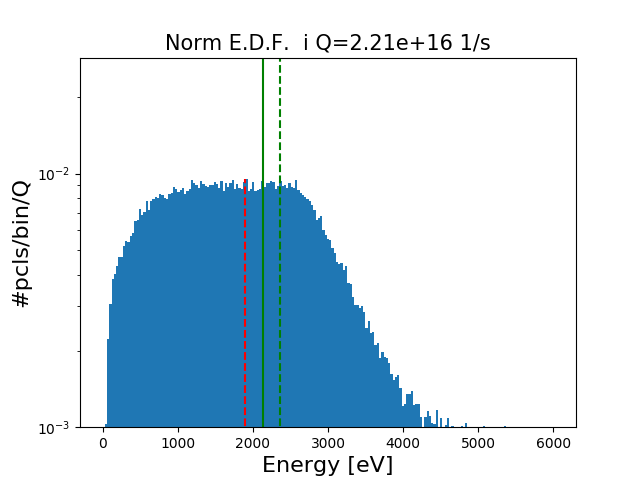 Norm E.D.F.  i Q=2.21e+16 1/s
#pcls/bin/Q
10⁻²
10⁻³
0 1000 2000 3000 4000 5000 6000
Energy [eV]